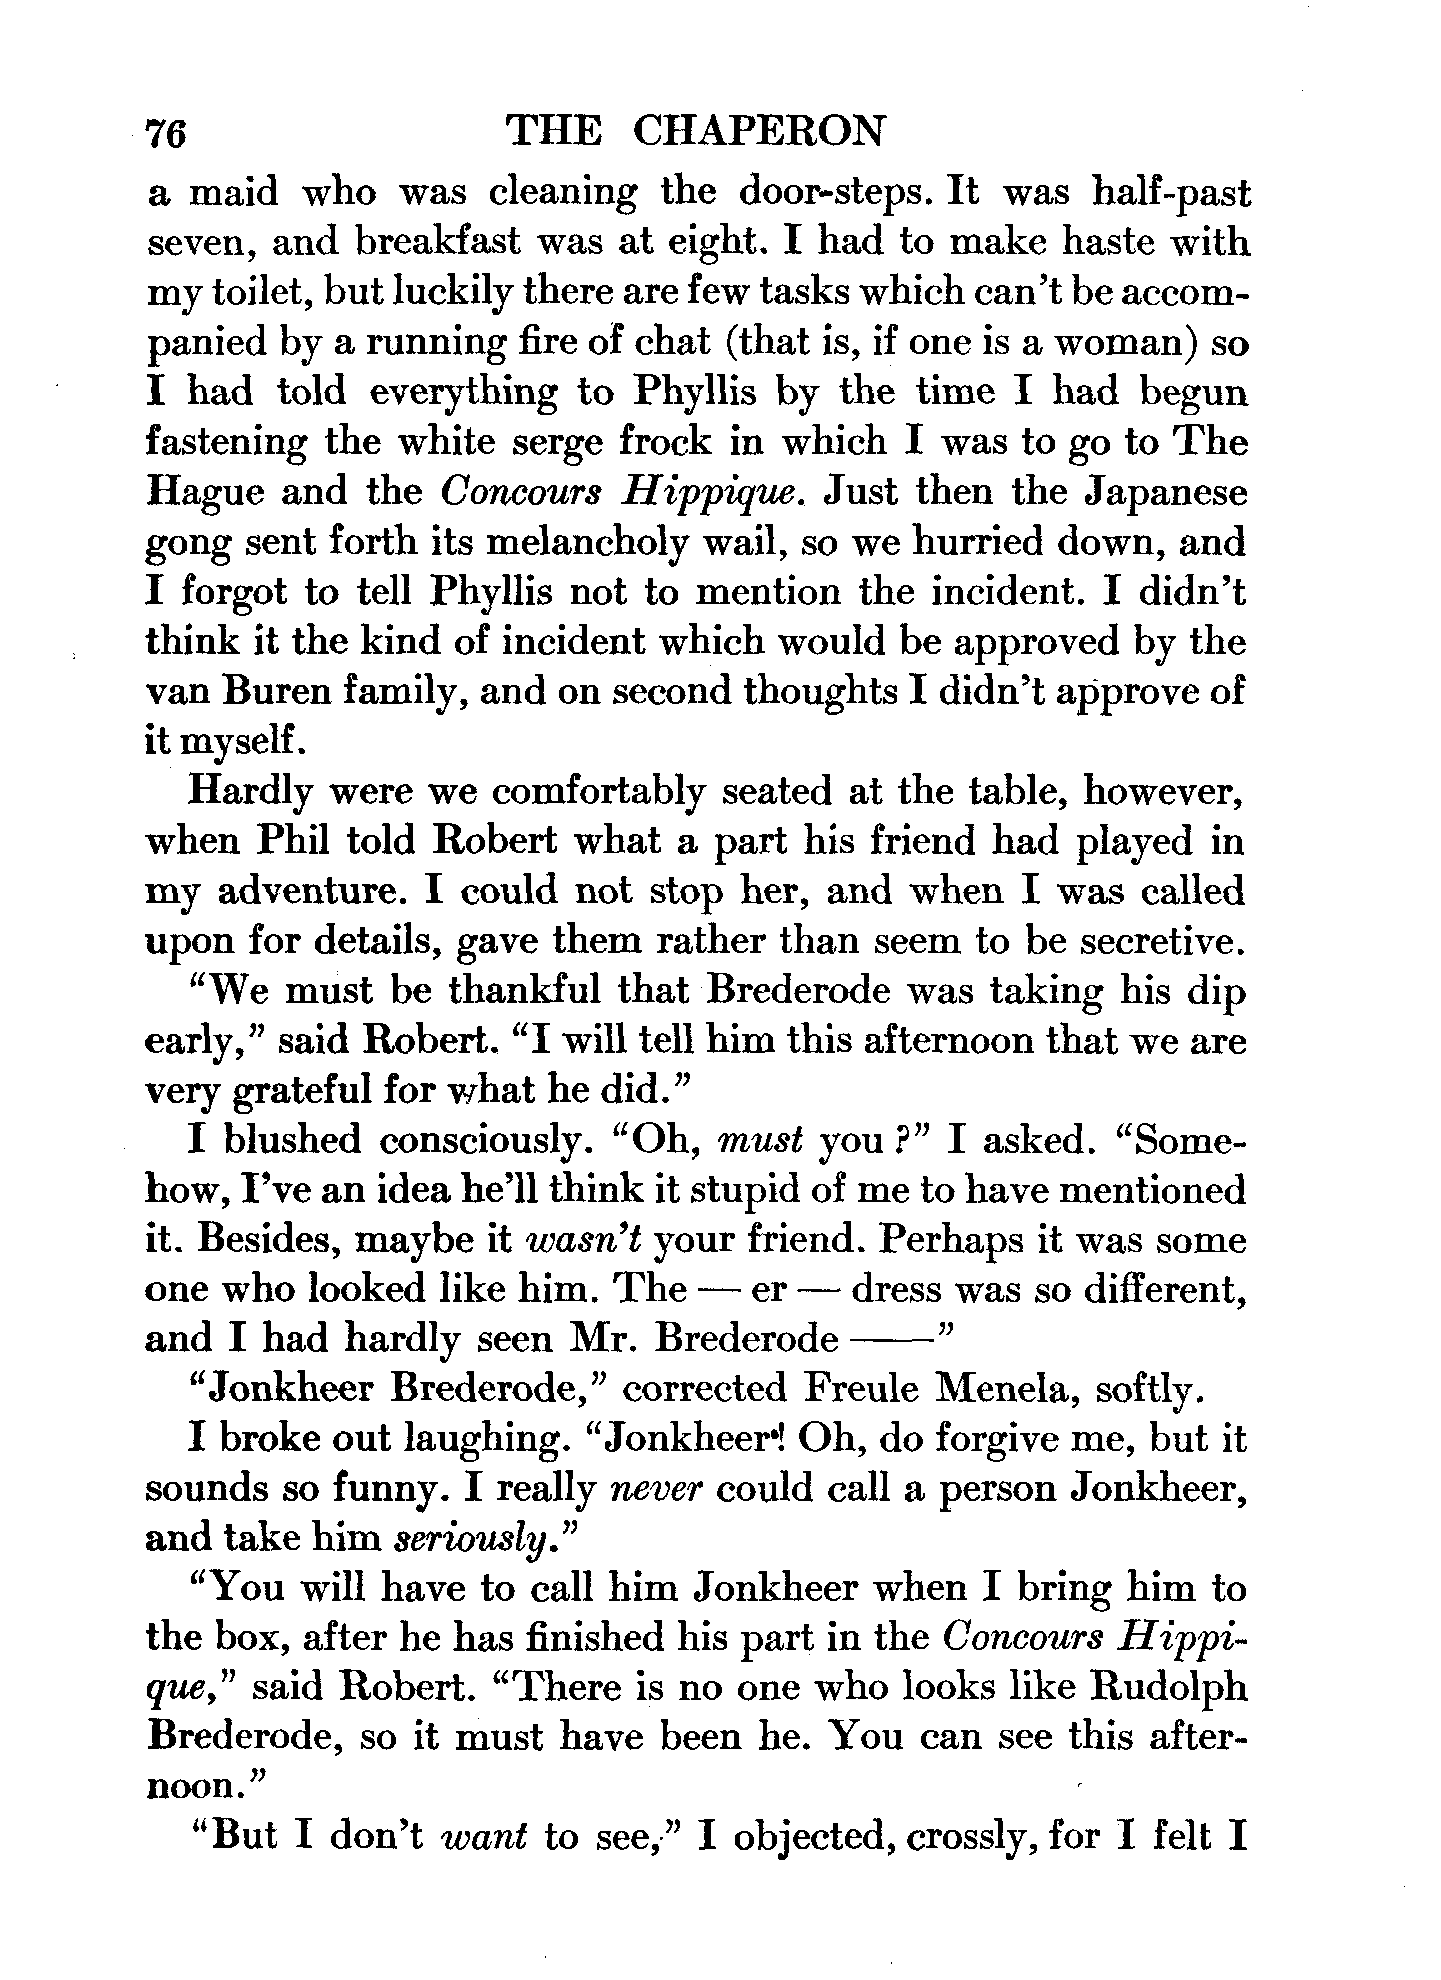 76 THE CHAPERON
a maid who was cleaning the door-steps. It was half-past
seven, and breakfast was at eight. I had to make haste with
my toilet, but luckily there are few tasks which can't be accom-
panied by a running fire of chat (that is, if one is a woman) so
I had told everything to Phyllis by the time I had begun
fastening the white serge frock in which I was to go to The
Hague and the Concours Hippique. Just then the Japanese
gong sent forth its melancholy wail, so we hurried down, and
I forgot to tell Phyllis not to mention the incident. I didn't
think it the kind of incident which would be approved by the
van Buren family, and on second thoughts I didn't approve of
it myself.
Hardly were we comfortably seated at the table, however,
when Phil told Robert what a part his friend had played in
my adventure. I could not stop her, and when I was called
upon for details, gave them rather than seem to be secretive.
“We must be thankful that Brederode was taking his dip
early,” said Robert. “I will tell him this afternoon that we are
very grateful for what he did.”
I blushed consciously. “Oh, must you?” I asked. “Some-
how, I've an idea he'll think it stupid of me to have mentioned
it. Besides, maybe it wasn't your friend. Perhaps it was some
one who looked like him. The — er — dress was so different,
and I had hardly seen Mr. Brederode ——”
“Jonkheer Brederode,” corrected Freule Menela, softly.
I broke out laughing. “Jonkheer! Oh, do forgive me, but it
sounds so funny. I really never could call a person Jonkheer,
and take him seriously.”
“You will have to call him Jonkheer when I bring him to
the box, after he has finished his part in the Concours Hippi-
que,” said Robert. “There is no one who looks like Rudolph
Brederode, so it must have been he. You can see this after-
noon.”
“But I don't want to see,” I objected, crossly, for I felt I